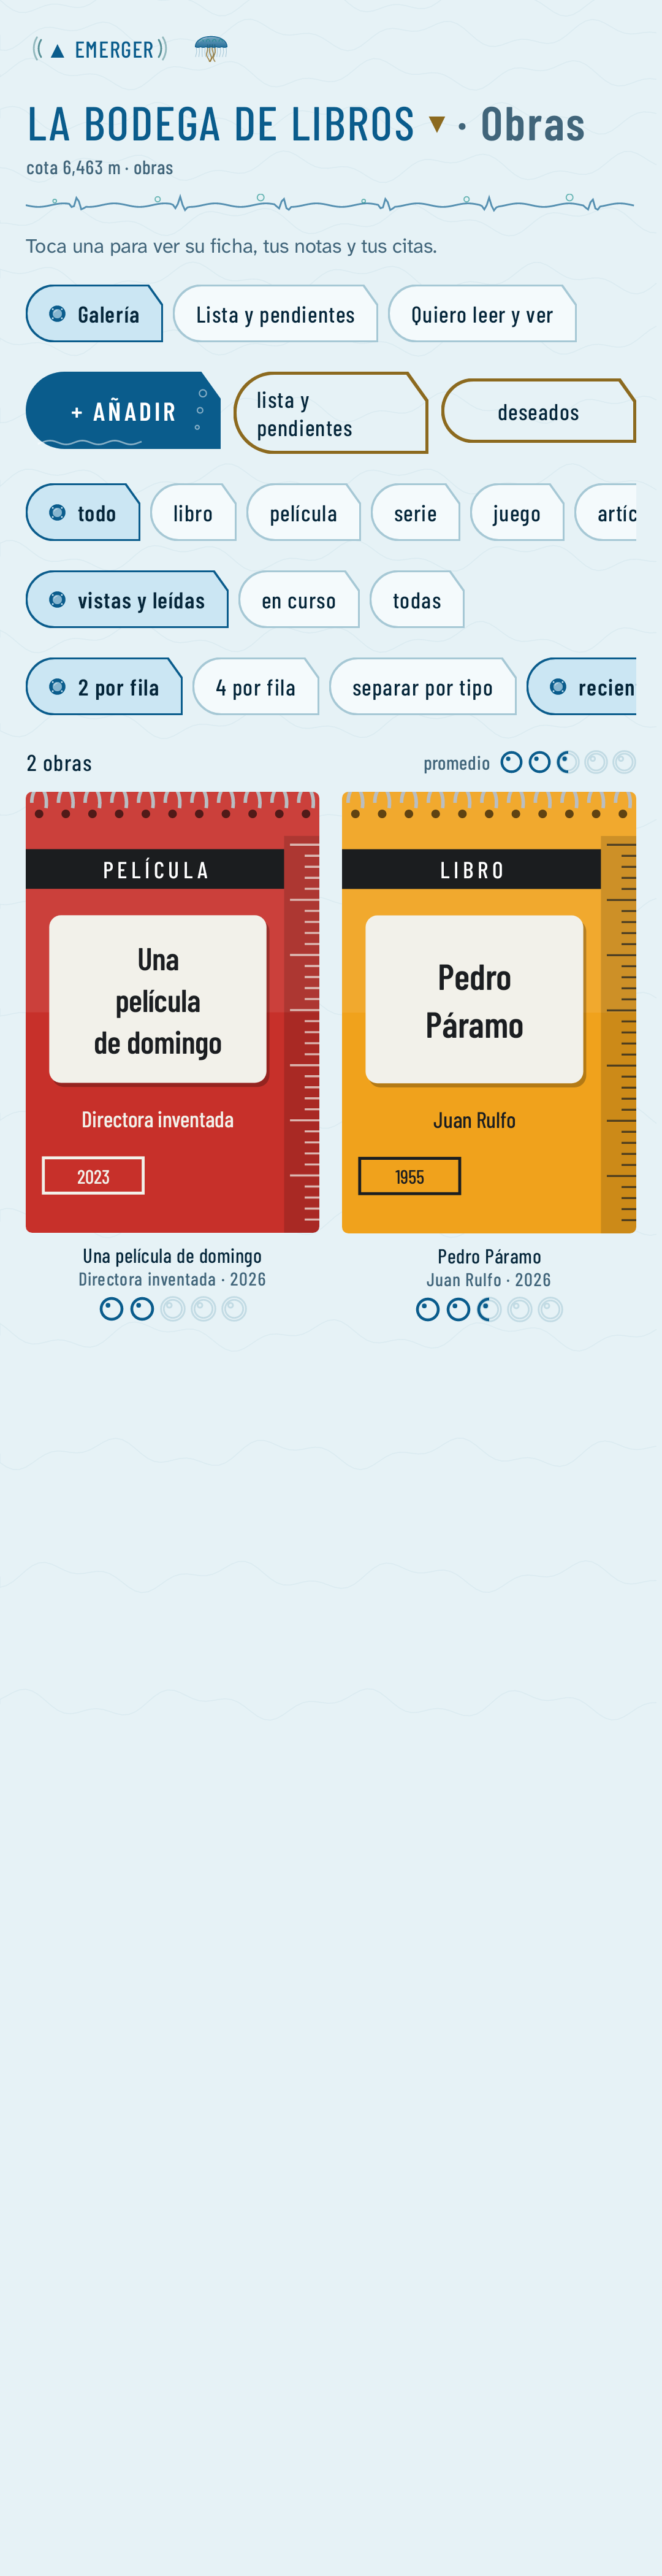 ▲ EMERGER
LA BODEGA DE LIBROS ▾ · Obras
cota 6,463 m · obras
Toca una para ver su ficha, tus notas y tus citas.
Galería Lista y pendientes Quiero leer y ver
+ AÑADIR lista y pendientes deseados
todo libro película serie juego artíc
vistas y leídas en curso todas
2 por fila 4 por fila separar por tipo recien
2 obras promedio
PELÍCULA
Una
película
de domingo
Directora inventada
2023
Una película de domingo
Directora inventada · 2026
LIBRO
Pedro
Páramo
Juan Rulfo
1955
Pedro Páramo
Juan Rulfo · 2026